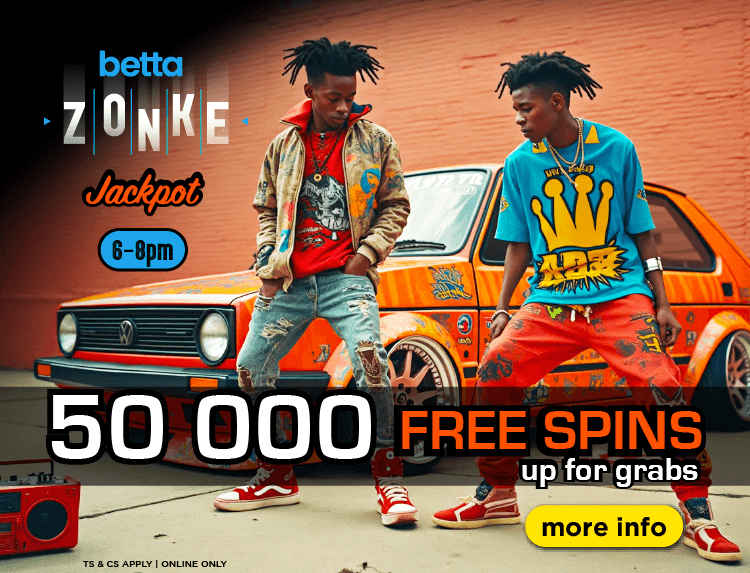 betta
ZONKE
Jackpot
6-8pm
50 000 FREE SPINS
up for grabs
more info
TS & CS APPLY | ONLINE ONLY